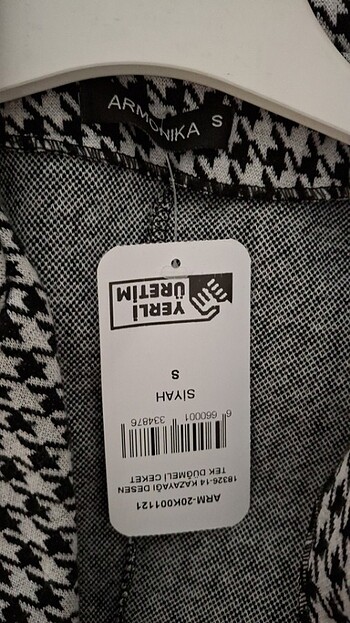 ARMONIKA S
ARM-20K001121
18326-14 KAZAYAĞI DESEN
TEK DÜĞMELİ CEKET
6 660001 334876
SİYAH
S
YERLİ
ÜRETİM